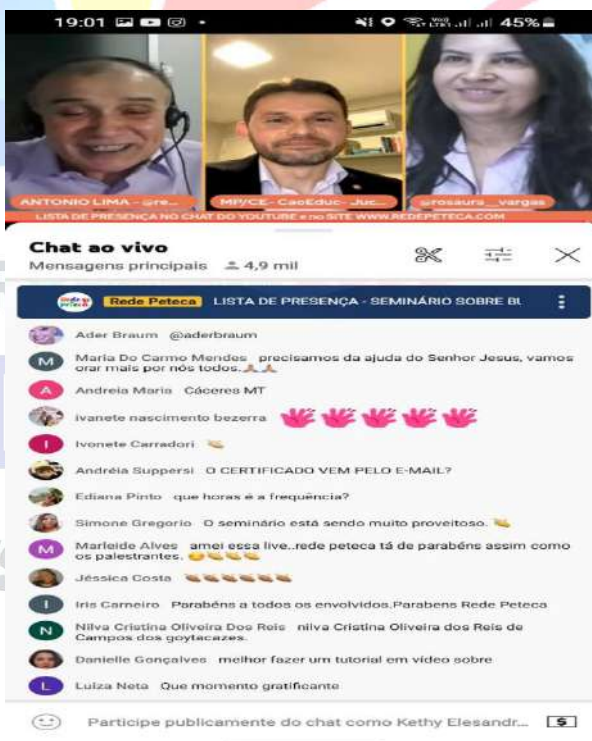 19:01
45%
ANTONIO LIMA - @re...
MP/CE- CaoEduc- Juc...
@rosaura_vargas
LISTA DE PRESENÇA NO CHAT DO YOUTUBE e no SITE WWW.REDEPETECA.COM
Chat ao vivo
Mensagens principais 4,9 mil
Rede Peteca LISTA DE PRESENÇA - SEMINÁRIO SOBRE BU
Ader Braum @aderbraum
M Maria Do Carmo Mendes precisamos da ajuda do Senhor Jesus, vamos
orar mais por nós todos.🙏🙏
A Andreia Maria Cáceres MT
ivanete nascimento bezerra
I Ivonete Carradori
Andréia Suppersi O CERTIFICADO VEM PELO E-MAIL?
Ediana Pinto que horas é a frequência?
Simone Gregorio O seminário está sendo muito proveitoso. 👏
M Marleide Alves amei essa live..rede peteca tá de parabéns assim como
os palestrantes.
Jéssica Costa
I Iris Carneiro Parabéns a todos os envolvidos.Parabens Rede Peteca
N Nilva Cristina Oliveira Dos Reis nilva Cristina Oliveira dos Reis de
Campos dos goytacazes.
Danielle Gonçalves melhor fazer um tutorial em vídeo sobre
L Luiza Neta Que momento gratificante
Participe publicamente do chat como Kethy Elesandr... $